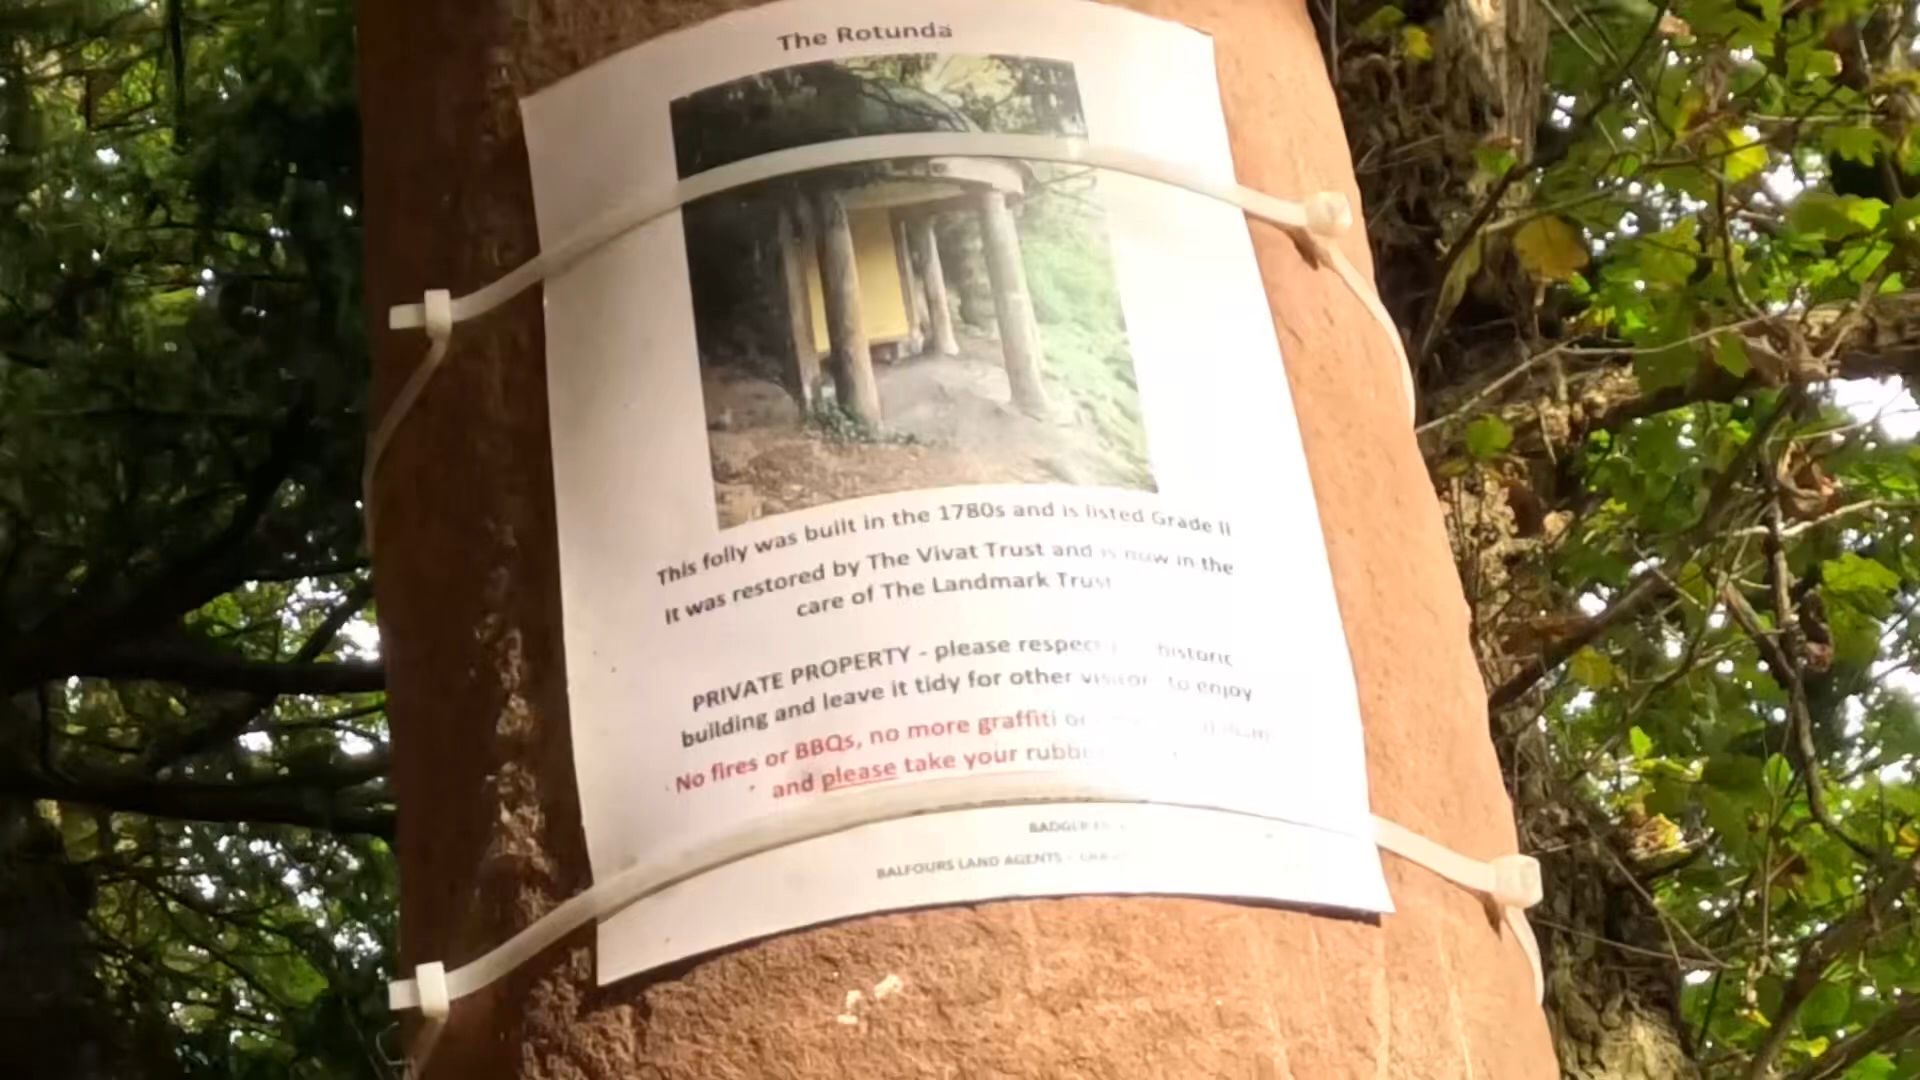 The Rotunda
This folly was built in the 1780s and is listed Grade II
It was restored by The Vivat Trust and is now in the
care of The Landmark Trust
PRIVATE PROPERTY - please respect historic
building and leave it tidy for other to enjoy
No fires or BBQs, no more graffiti or
and please take your
BALFOURS LAND AGENTS